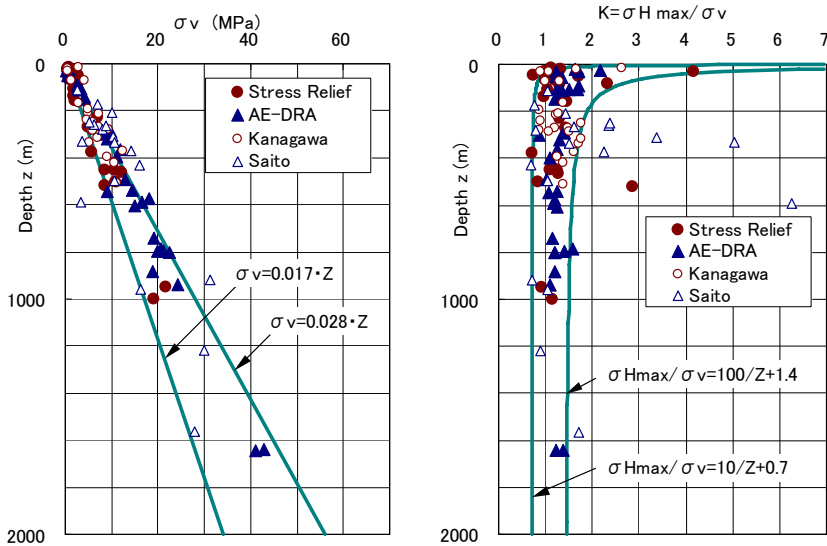 σv (MPa)
0 20 40 60
0
1000
2000
Depth z (m)
Stress Relief
AE-DRA
Kanagawa
Saito
σv=0.017・Z
σv=0.028・Z
K=σH max/σv
0 1 2 3 4 5 6 7
0
1000
2000
Depth z (m)
Stress Relief
AE-DRA
Kanagawa
Saito
σHmax/σv=100/Z+1.4
σHmax/σv=10/Z+0.7